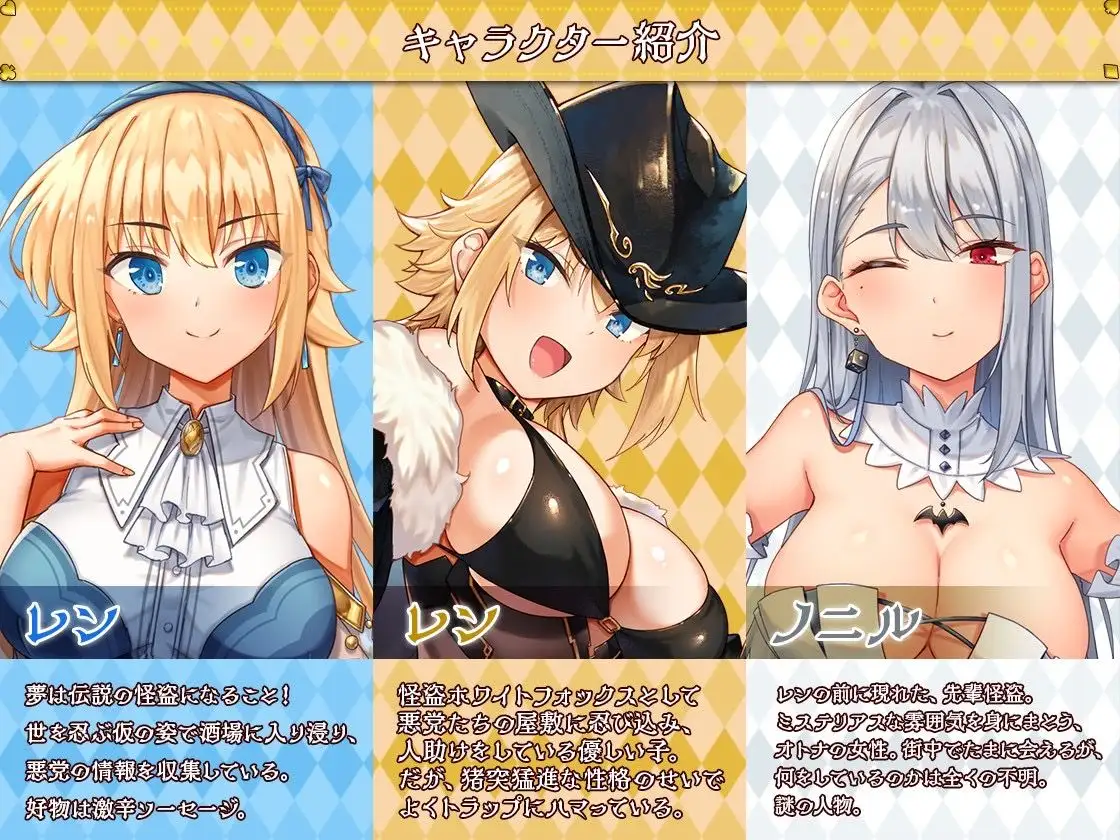 キャラクター紹介
レン
夢は伝説の怪盗になること!
世を忍ぶ仮の姿で酒場に入り浸り、
悪党の情報を収集している。
好物は激辛ソーセージ。
レン
怪盗ホワイトフォックスとして
悪党たちの屋敷に忍び込み、
人助けをしている優しい子。
だが、猪突猛進な性格のせいで
よくトラップにハマっている。
ノニル
レンの前に現れた、先輩怪盗。
ミステリアスな雰囲気を身にまとう、
オトナの女性。街中でたまに会えるが、
何をしているのかは全くの不明。
謎の人物。